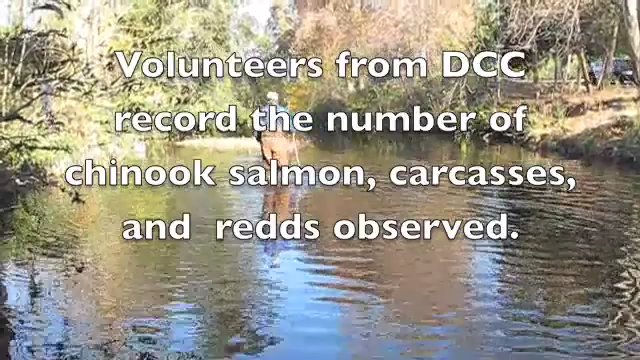 Volunteers from DCC
record the number of
chinook salmon, carcasses,
and redds observed.